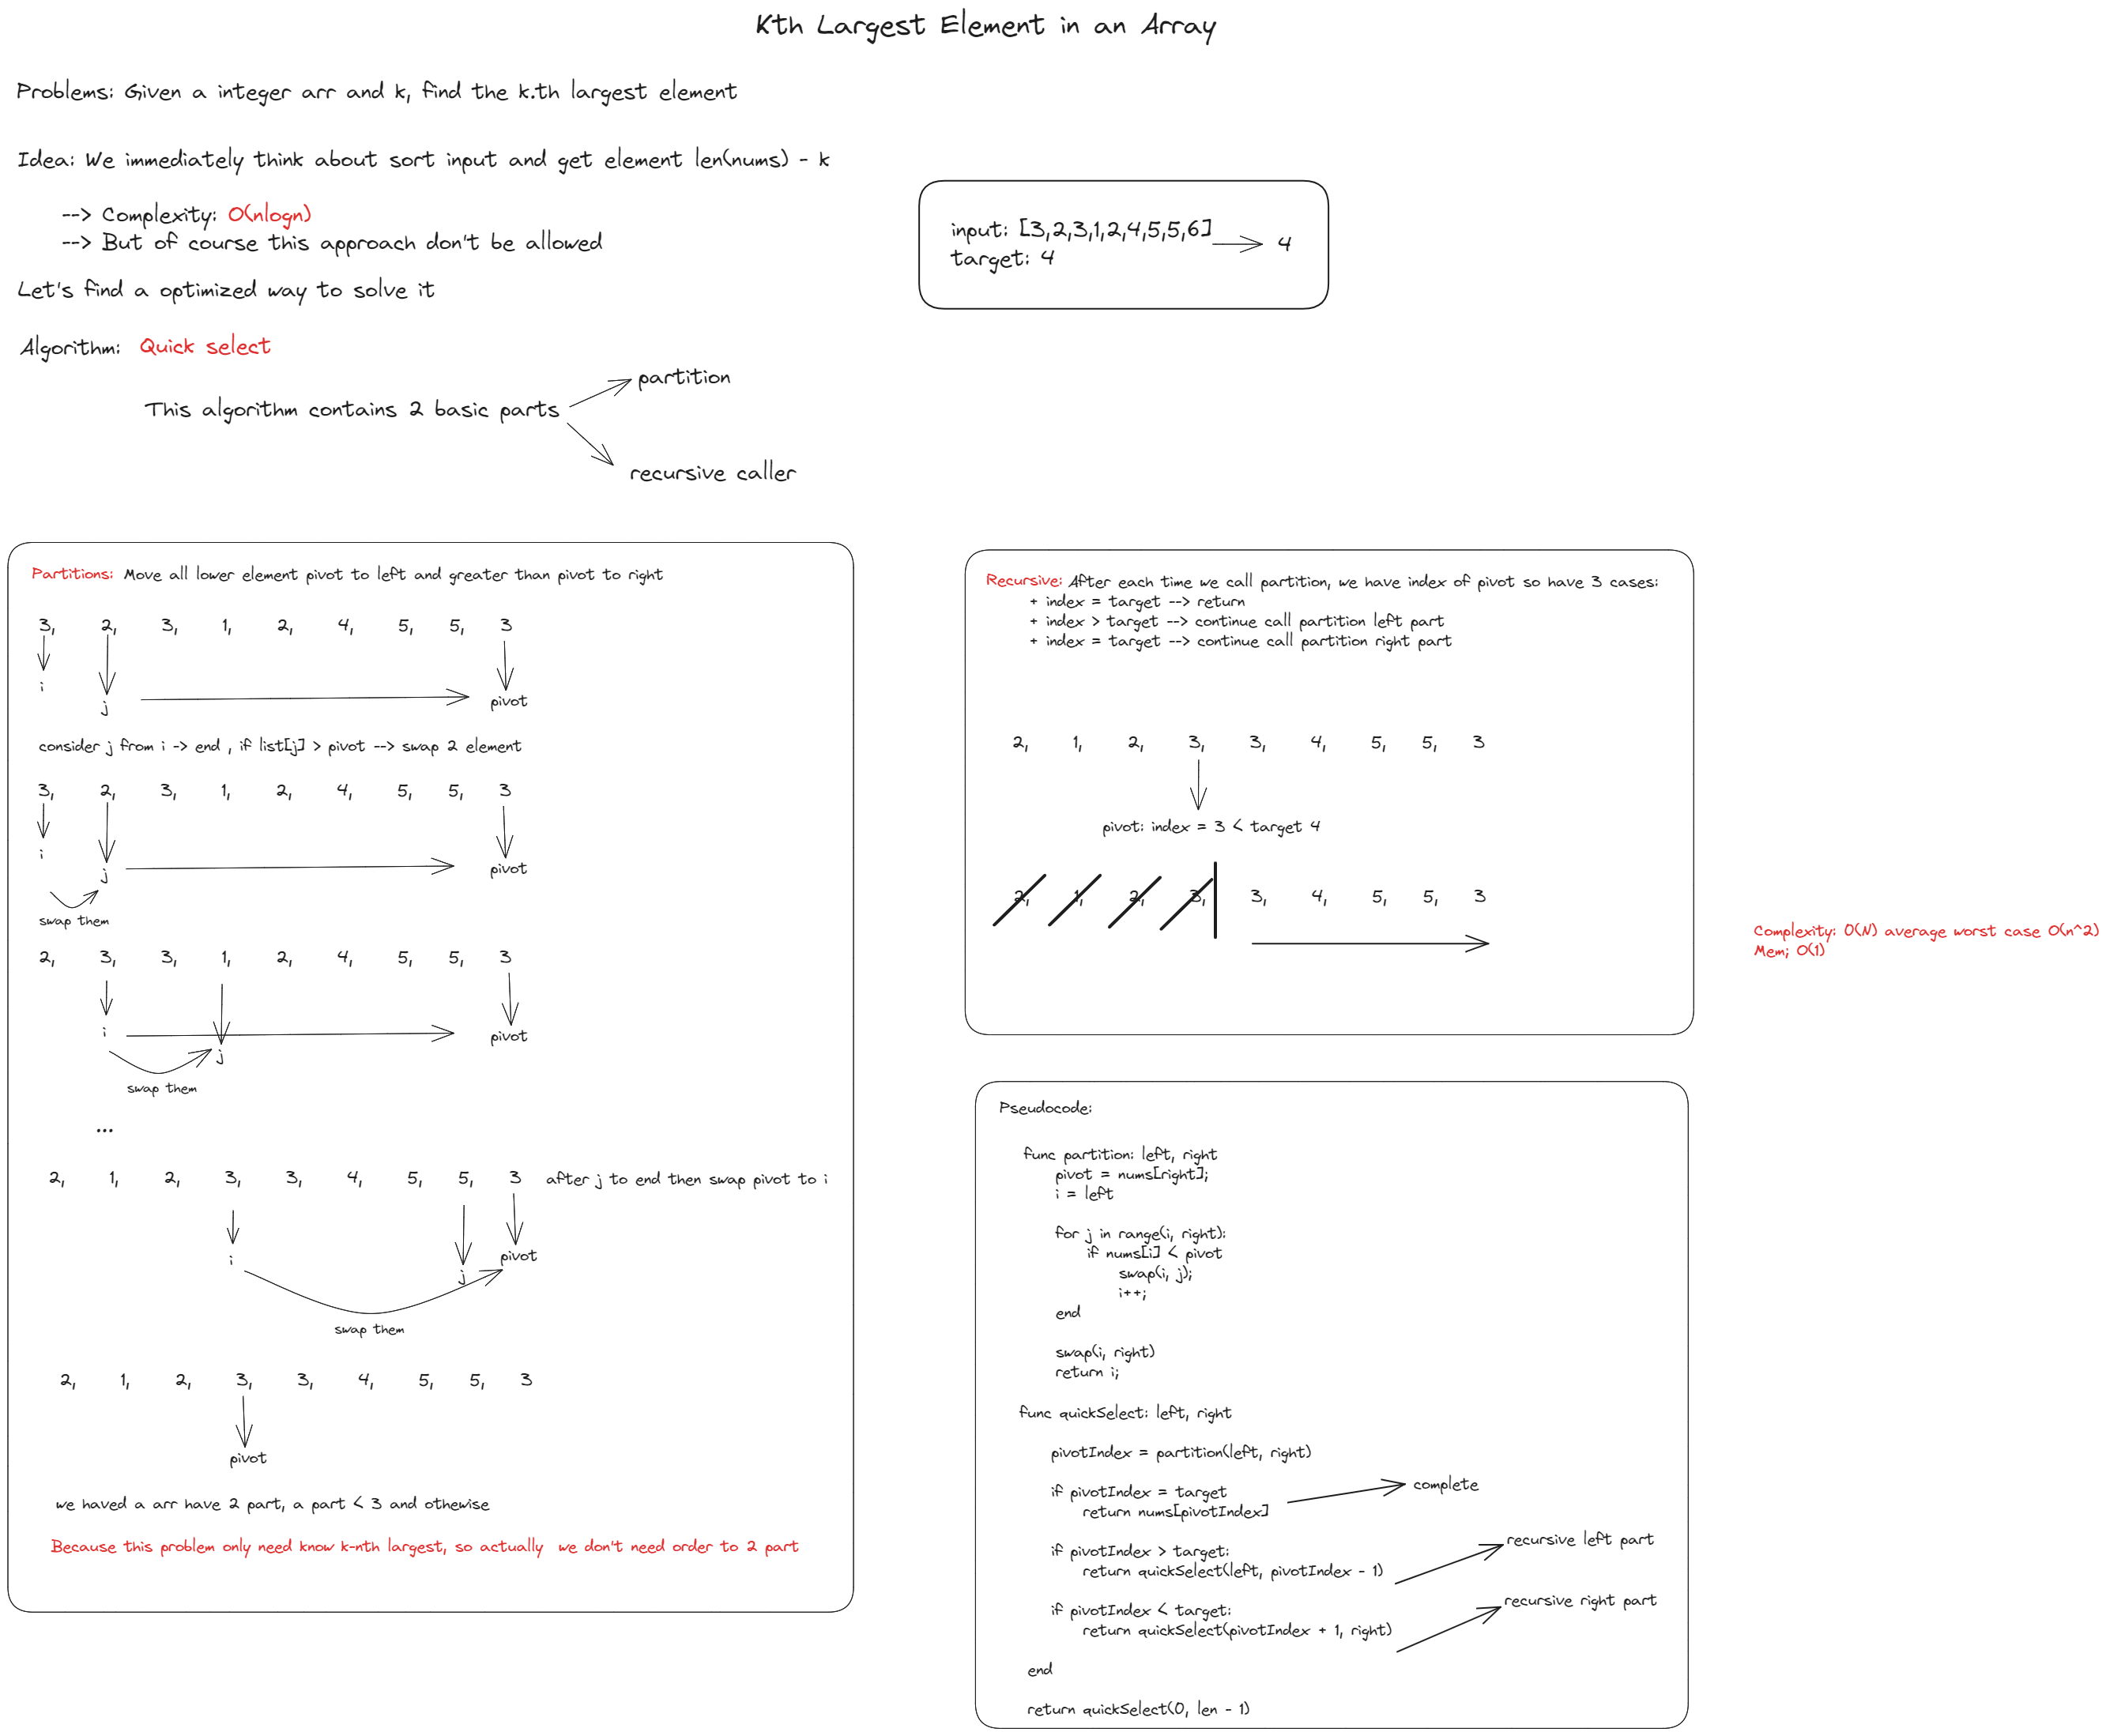 Kth Largest Element in an Array
Problems: Given a integer arr and k, find the k.th largest element
Idea: We immediately think about sort input and get element len(nums) - k
--> Complexity: O(nlogn)
--> But of course this approach don't be allowed
Let's find a optimized way to solve it
input: [3,2,3,1,2,4,5,5,6]
target: 4
4
Algorithm: Quick select
This algorithm contains 2 basic parts
partition
recursive caller
Partitions: Move all lower element pivot to left and greater than pivot to right
3, 2, 3, 1, 2, 4, 5, 5, 3
i
j
pivot
consider j from i -> end , if list[j] > pivot --> swap 2 element
3, 2, 3, 1, 2, 4, 5, 5, 3
i
j
pivot
swap them
2, 3, 3, 1, 2, 4, 5, 5, 3
i
j
pivot
swap them
...
2, 1, 2, 3, 3, 4, 5, 5, 3 after j to end then swap pivot to i
i
j
pivot
swap them
2, 1, 2, 3, 3, 4, 5, 5, 3
pivot
we haved a arr have 2 part, a part < 3 and othewise
Because this problem only need know k-nth largest, so actually we don't need order to 2 part
Recursive: After each time we call partition, we have index of pivot so have 3 cases:
+ index = target --> return
+ index > target --> continue call partition left part
+ index = target --> continue call partition right part
2, 1, 2, 3, 3, 4, 5, 5, 3
pivot: index = 3 < target 4
2, 1, 2, 3, 3, 4, 5, 5, 3
Complexity: O(N) average worst case O(n^2)
Mem; O(1)
Pseudocode:
func partition: left, right
pivot = nums[right];
i = left
for j in range(i, right):
if nums[i] < pivot
swap(i, j);
i++;
end
swap(i, right)
return i;
func quickSelect: left, right
pivotIndex = partition(left, right)
if pivotIndex = target
return nums[pivotIndex]
complete
if pivotIndex > target:
return quickSelect(left, pivotIndex - 1)
recursive left part
if pivotIndex < target:
return quickSelect(pivotIndex + 1, right)
recursive right part
end
return quickSelect(0, len - 1)